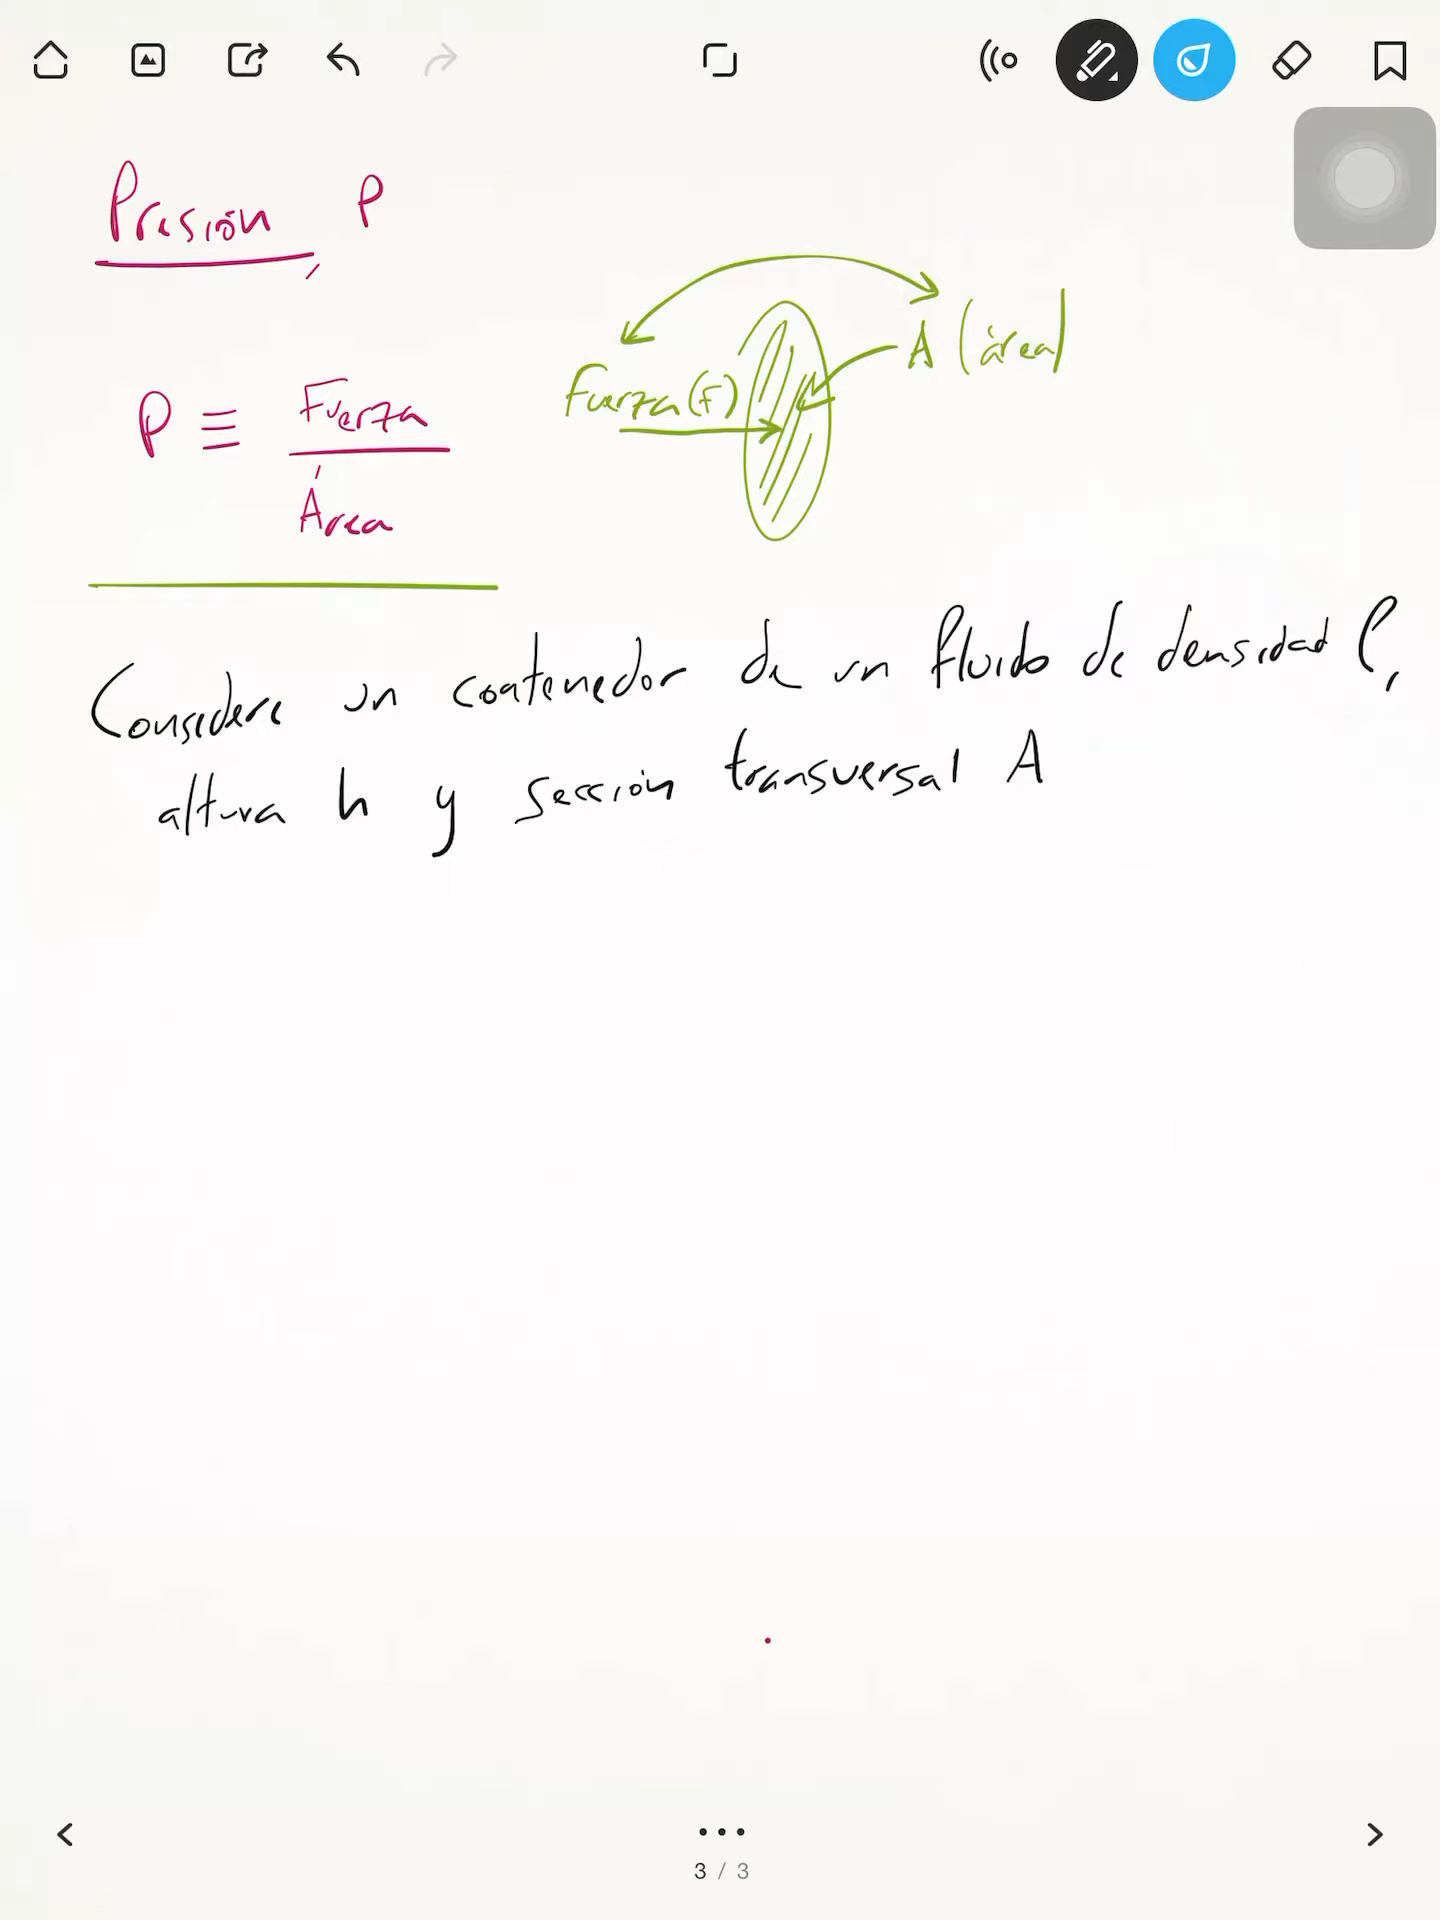 Presión, P
P ≡ Fuerza
Área
Fuerza (F)
A (área)
Considere un contenedor de un fluido de densidad ρ,
altura h y sección transversal A
3 / 3